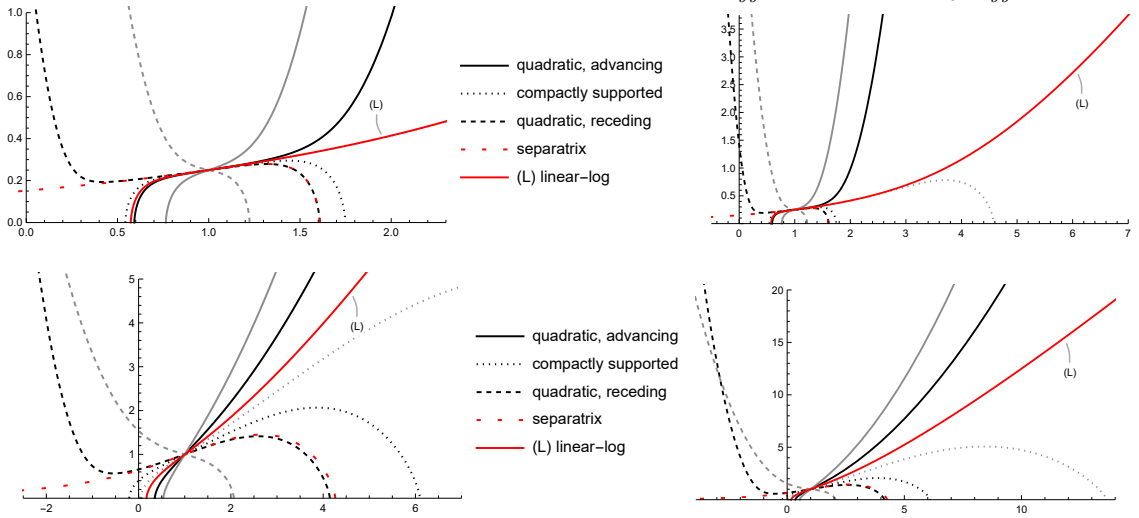 1.0
0.8
0.6
0.4
0.2
0.0
0.0 0.5 1.0 1.5 2.0
(L)
quadratic, advancing
compactly supported
quadratic, receding
separatrix
(L) linear-log
3.5
3.0
2.5
2.0
1.5
1.0
0.5
0 1 2 3 4 5 6 7
(L)
5
4
3
2
1
-2 0 2 4 6
(L)
quadratic, advancing
compactly supported
quadratic, receding
separatrix
(L) linear-log
20
15
10
5
0 5 10
(L)